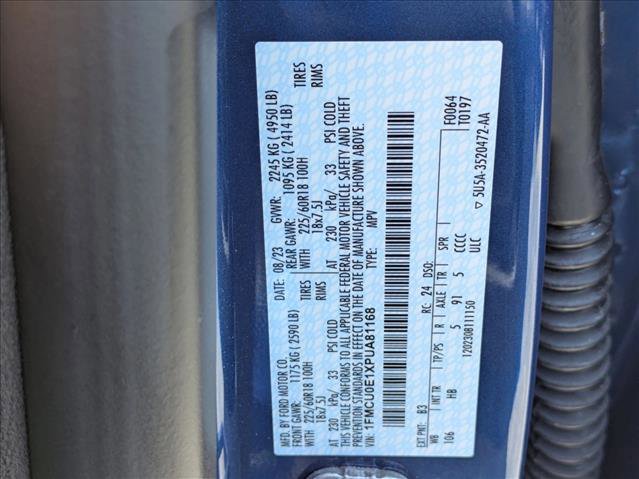 MFD. BY FORD MOTOR CO.
DATE: 08/23 GVWR: 2245 KG ( 4950 LB)
FRONT GAWR: 1175 KG ( 2590 LB) REAR GAWR: 1095 KG ( 2414 LB)
WITH 225/60R18 100H TIRES WITH 225/60R18 100H TIRES
18x7.5J RIMS 18x7.5J RIMS
AT 230 kPa/ 33 PSI COLD AT 230 kPa/ 33 PSI COLD
THIS VEHICLE CONFORMS TO ALL APPLICABLE FEDERAL MOTOR VEHICLE SAFETY AND THEFT
PREVENTION STANDARDS IN EFFECT ON THE DATE OF MANUFACTURE SHOWN ABOVE.
VIN: 1FMCU0E1XPUA81168 TYPE: MPV
F0064
T0197
EXT PNT: B3 RC: 24 DSO:
WB INT TR TP/PS R AXLE TR SPR
106 HB 5 91 5 CCCC
ULC
120230811150
▽ 5U5A-3520472-AA